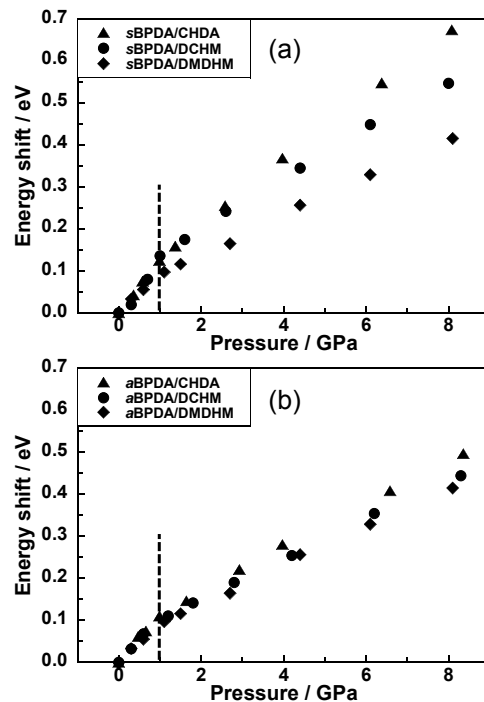 sBPDA/CHDA
sBPDA/DCHM
sBPDA/DMDHM
(a)
Energy shift / eV
0.7
0.6
0.5
0.4
0.3
0.2
0.1
0.0
0 2 4 6 8
Pressure / GPa
aBPDA/CHDA
aBPDA/DCHM
aBPDA/DMDHM
(b)
Energy shift / eV
0.7
0.6
0.5
0.4
0.3
0.2
0.1
0.0
0 2 4 6 8
Pressure / GPa